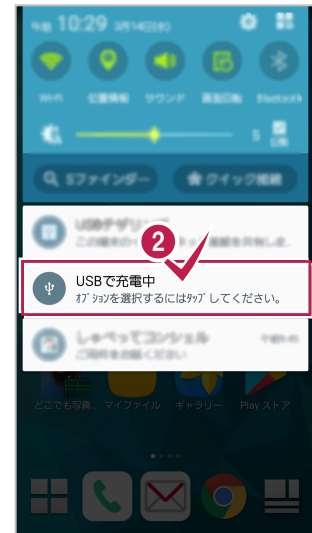 午前 10:29 3月14日(水)
Wi-Fi 位置情報 サウンド 画面回転 Bluetooth
5 自動
Sファインダー クイック接続
USBテザリング
2
USBで充電中
ｵﾌﾟｼｮﾝを選択するにはﾀｯﾌﾟしてください。
しゃべってコンシェル
ご用件をお聞きください
どこでも写真.. マイファイル ギャラリー Play ストア